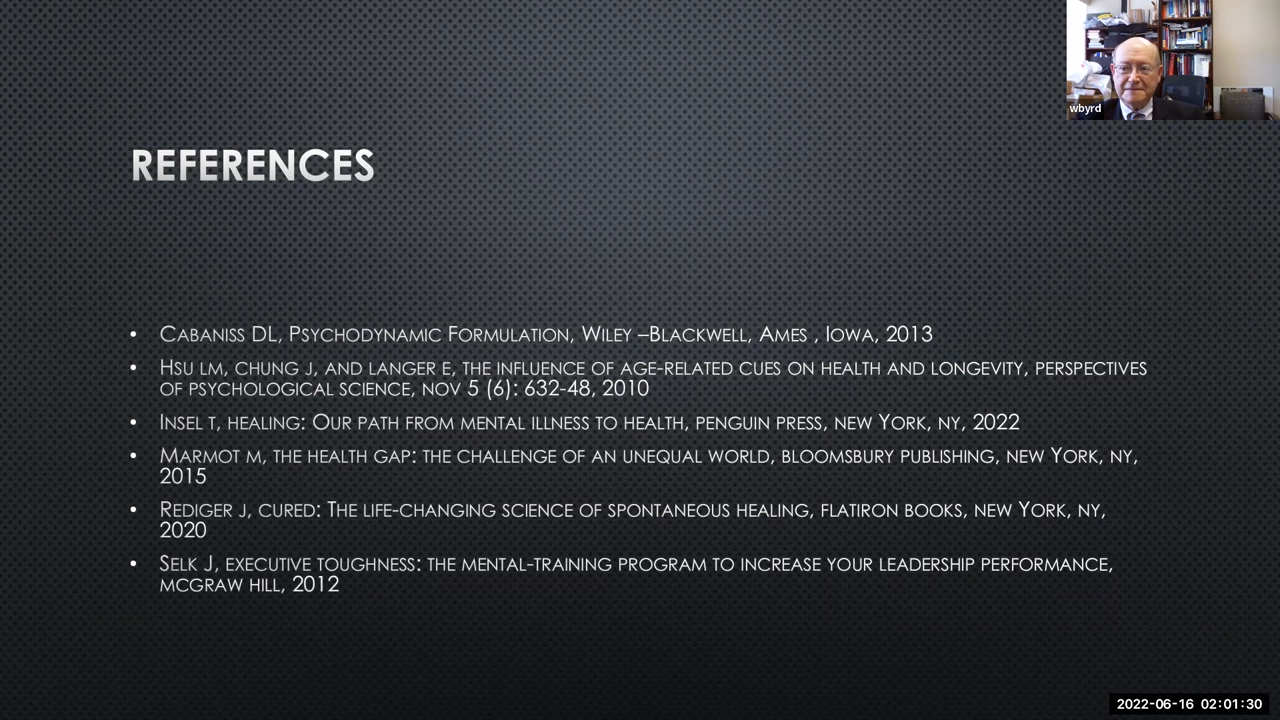 wbyrd
REFERENCES
• Cabaniss DL, Psychodynamic Formulation, Wiley –Blackwell, Ames , Iowa, 2013
• Hsu lm, chung j, and langer e, the influence of age-related cues on health and longevity, perspectives
of psychological science, nov 5 (6): 632-48, 2010
• Insel t, healing: Our path from mental illness to health, penguin press, new York, ny, 2022
• Marmot m, the health gap: the challenge of an unequal world, bloomsbury publishing, new York, ny,
2015
• Rediger j, cured: The life-changing science of spontaneous healing, flatiron books, new York, ny,
2020
• Selk J, executive toughness: the mental-training program to increase your leadership performance,
mcgraw hill, 2012
2022-06-16 02:01:30